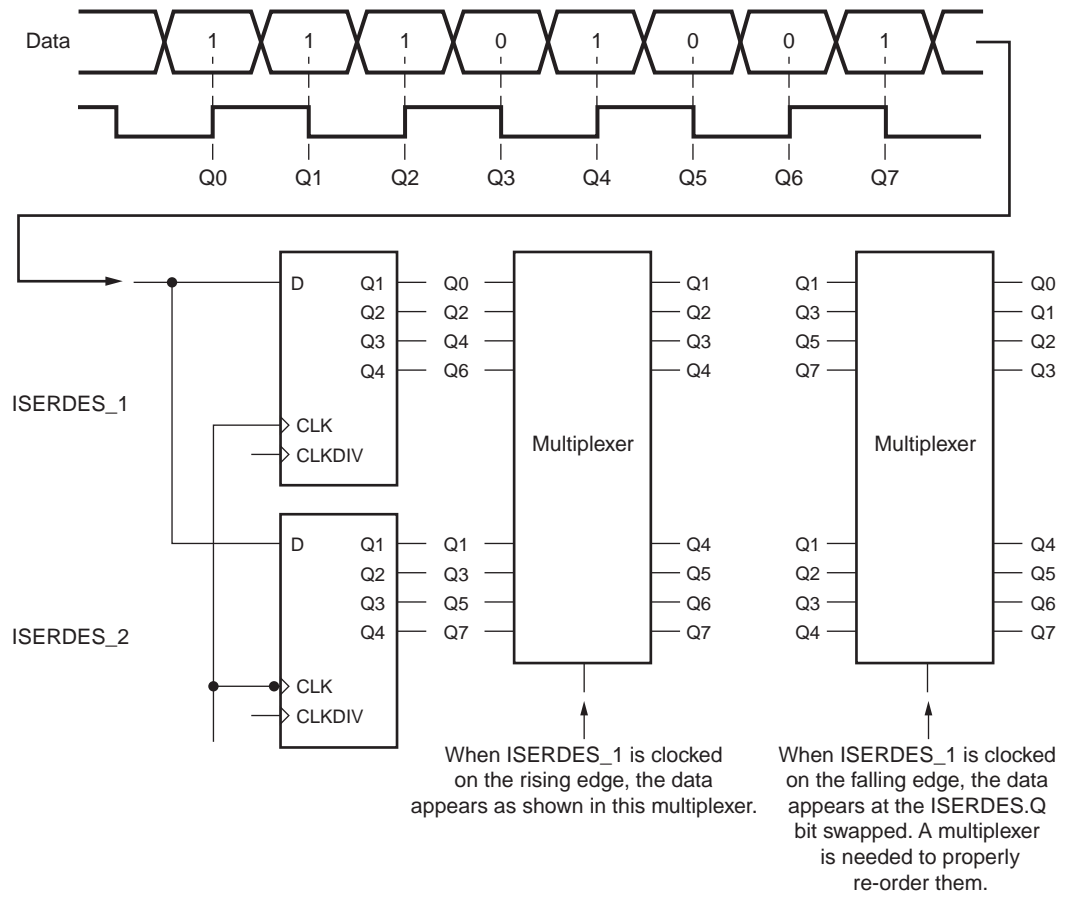 Data 1 1 1 0 1 0 0 1
Q0 Q1 Q2 Q3 Q4 Q5 Q6 Q7
D Q1 Q0 Q1 Q1 Q0
Q2 Q2 Q2 Q3 Q1
Q3 Q4 Q3 Q5 Q2
Q4 Q6 Q4 Q7 Q3
ISERDES_1
CLK
CLKDIV
Multiplexer Multiplexer
D Q1 Q1 Q4 Q1 Q4
Q2 Q3 Q5 Q2 Q5
Q3 Q5 Q6 Q3 Q6
Q4 Q7 Q7 Q4 Q7
ISERDES_2
CLK
CLKDIV
When ISERDES_1 is clocked
on the rising edge, the data
appears as shown in this multiplexer.
When ISERDES_1 is clocked
on the falling edge, the data
appears at the ISERDES.Q
bit swapped. A multiplexer
is needed to properly
re-order them.